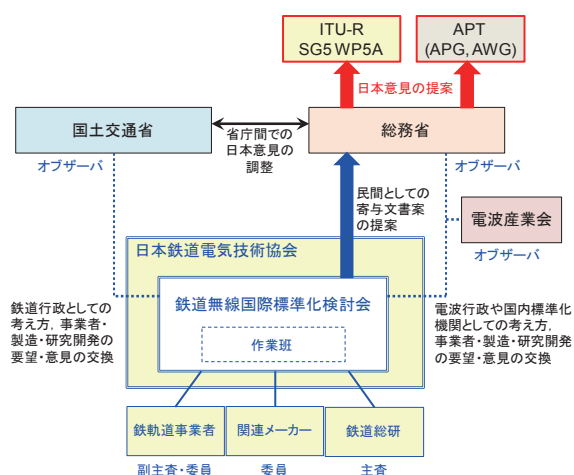 ITU-R
SG5 WP5A
APT
(APG, AWG)
日本意見の提案
国土交通省
省庁間での
日本意見の
調整
総務省
オブザーバ
オブザーバ
民間としての
寄与文書案
の提案
電波産業会
オブザーバ
日本鉄道電気技術協会
鉄道無線国際標準化検討会
作業班
鉄道行政としての
考え方，事業者・
製造・研究開発の
要望・意見の交換
電波行政や国内標準化
機関としての考え方，
事業者・製造・研究開発
の要望・意見の交換
鉄軌道事業者
関連メーカー
鉄道総研
副主査・委員
委員
主査